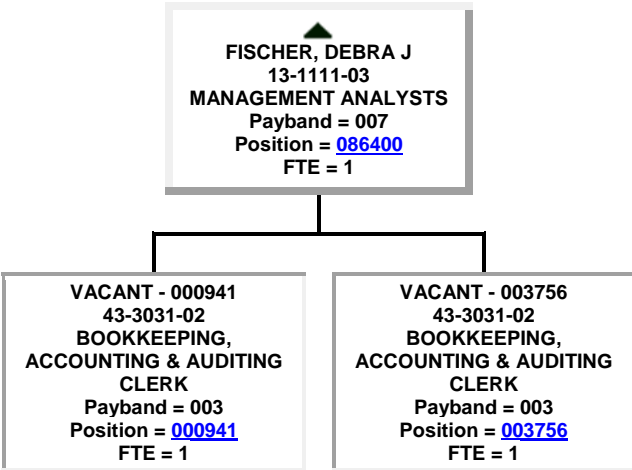 FISCHER, DEBRA J
13-1111-03
MANAGEMENT ANALYSTS
Payband = 007
Position = 086400
FTE = 1
VACANT - 000941
43-3031-02
BOOKKEEPING,
ACCOUNTING & AUDITING
CLERK
Payband = 003
Position = 000941
FTE = 1
VACANT - 003756
43-3031-02
BOOKKEEPING,
ACCOUNTING & AUDITING
CLERK
Payband = 003
Position = 003756
FTE = 1